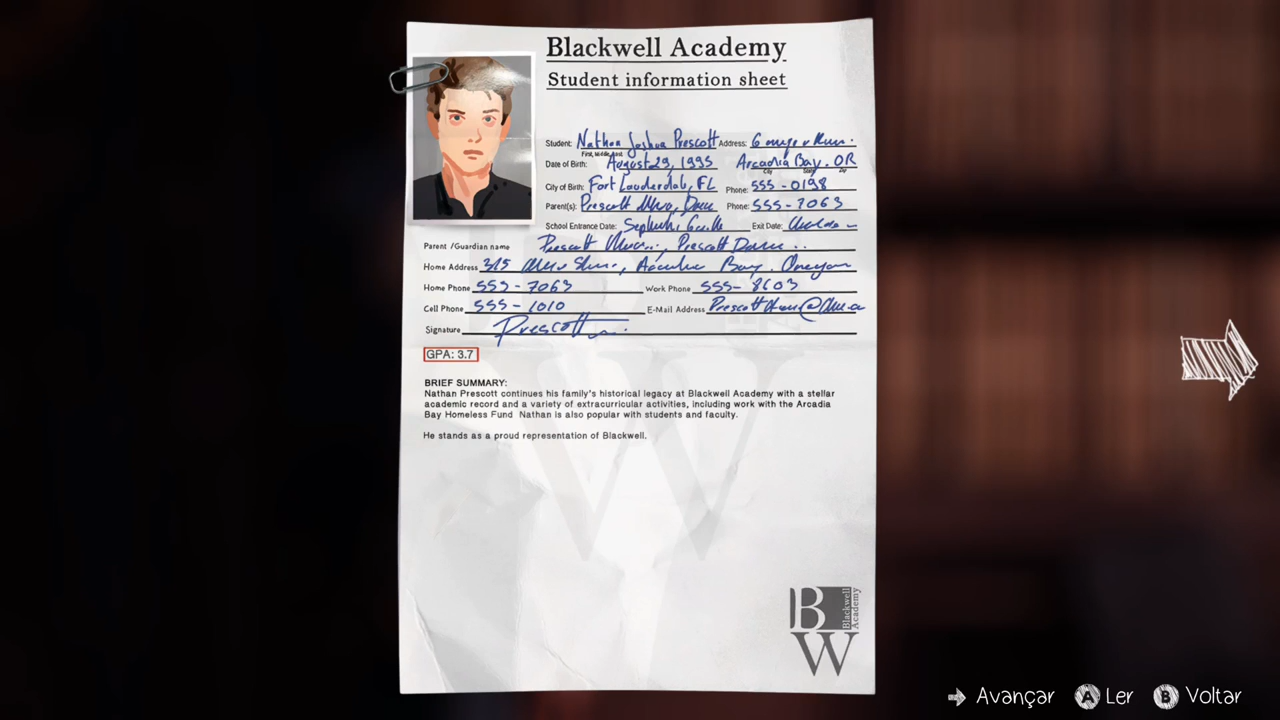 Blackwell Academy
Student information sheet
Student: Nathan Joshua Prescott Address:
First, Middle, Last
Date of Birth: August 29, 1995 Arcadia Bay, OR
City State Zip
City of Birth: Fort Lauderdale, FL Phone: 555-0198
Parent(s): Prescott Phone: 555-7063
School Entrance Date: Exit Date:
Parent /Guardian name Prescott Prescott
Home Address 315 Bay, Oregon
Home Phone 555-7063 Work Phone 555-8603
Cell Phone 555-1010 E-Mail Address
Signature Prescott
GPA: 3.7
BRIEF SUMMARY:
Nathan Prescott continues his family's historical legacy at Blackwell Academy with a stellar
academic record and a variety of extracurricular activities, including work with the Arcadia
Bay Homeless Fund Nathan is also popular with students and faculty.
He stands as a proud representation of Blackwell.
B Blackwell Academy
W
Avançar A Ler B Voltar